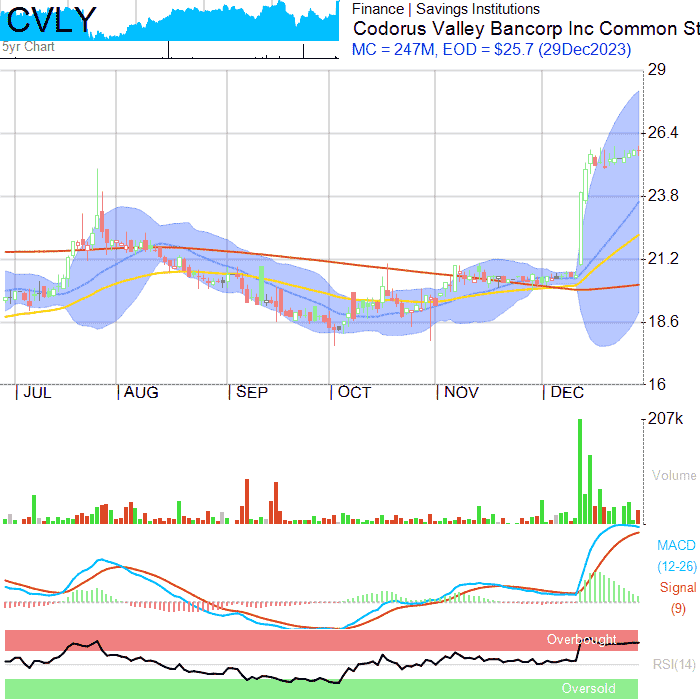 CVLY
5yr Chart
Finance | Savings Institutions
Codorus Valley Bancorp Inc Common St
MC = 247M, EOD = $25.7 (29Dec2023)
29
26.4
23.8
21.2
18.6
16
JUL AUG SEP OCT NOV DEC
207k
Volume
MACD
(12-26)
Signal
(9)
Overbought
RSI(14)
Oversold